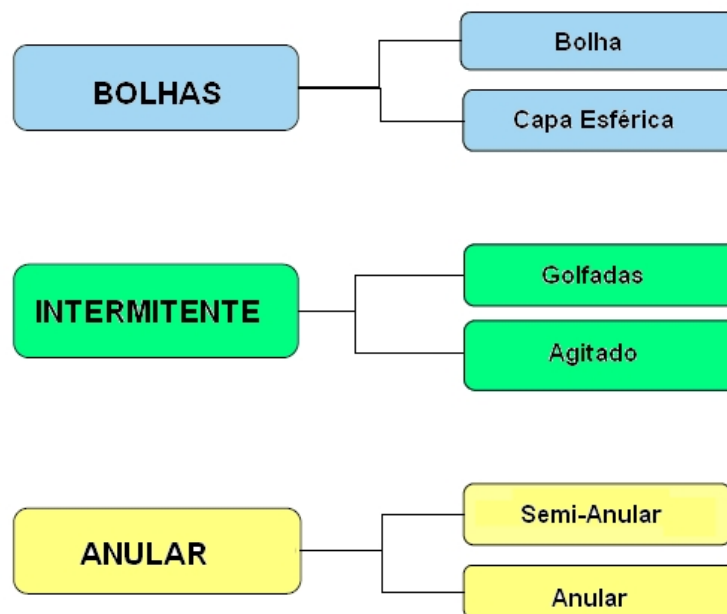 BOLHAS
Bolha
Capa Esférica
INTERMITENTE
Golfadas
Agitado
ANULAR
Semi-Anular
Anular